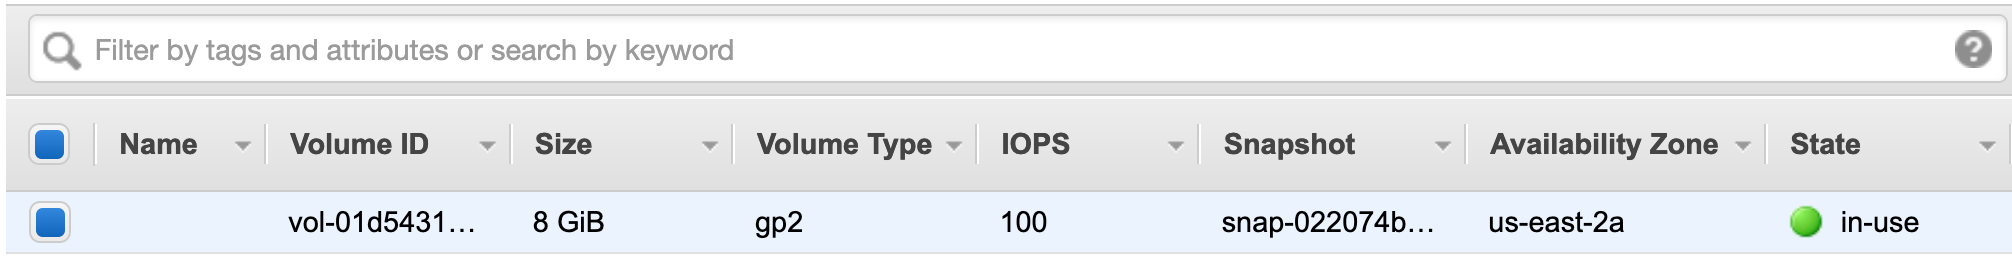 Filter by tags and attributes or search by keyword ?
Name Volume ID Size Volume Type IOPS Snapshot Availability Zone State
vol-01d5431... 8 GiB gp2 100 snap-022074b... us-east-2a in-use